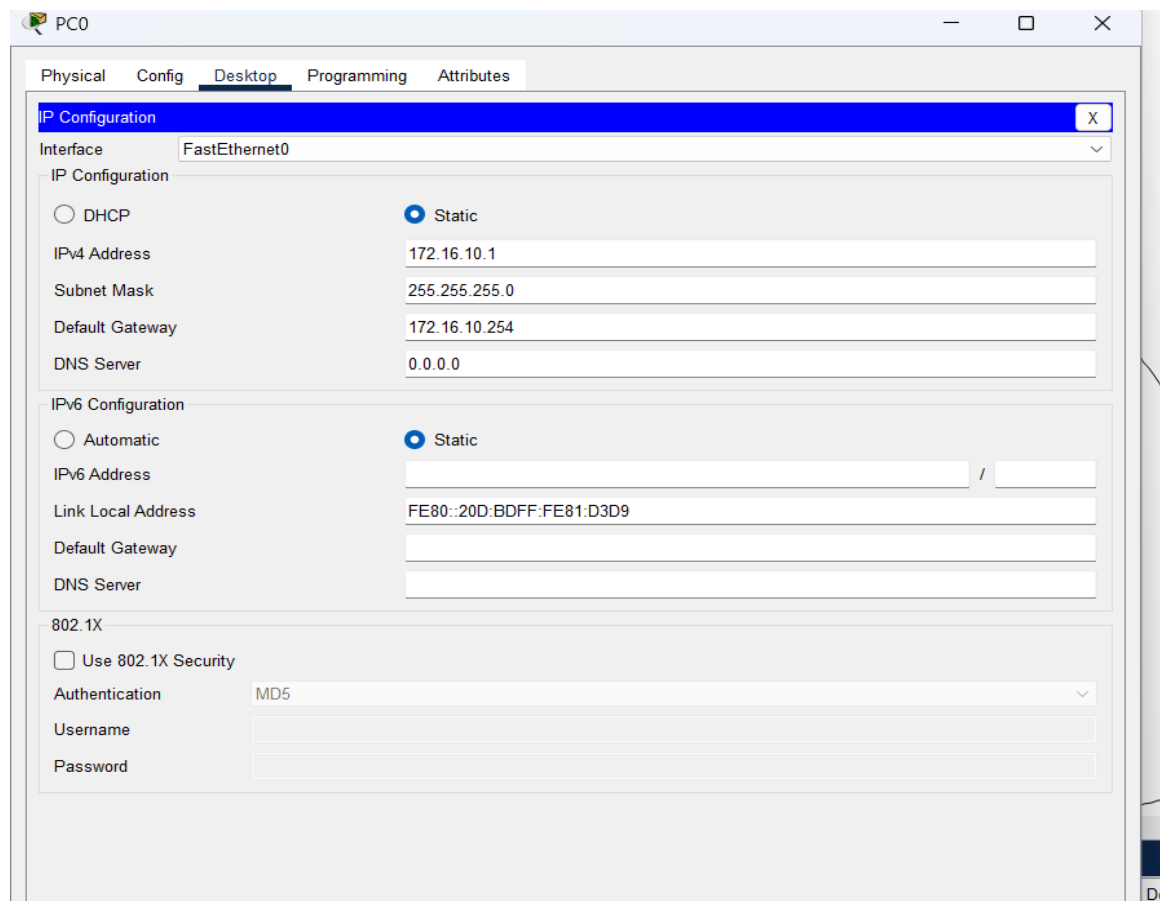 PC0
Physical Config Desktop Programming Attributes
IP Configuration X
Interface FastEthernet0
IP Configuration
DHCP Static
IPv4 Address 172.16.10.1
Subnet Mask 255.255.255.0
Default Gateway 172.16.10.254
DNS Server 0.0.0.0
IPv6 Configuration
Automatic Static
IPv6 Address /
Link Local Address FE80::20D:BDFF:FE81:D3D9
Default Gateway
DNS Server
802.1X
Use 802.1X Security
Authentication MD5
Username
Password